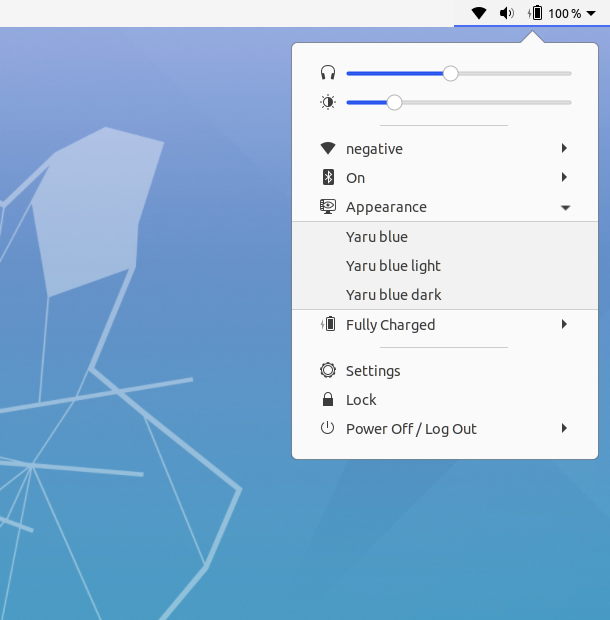 100 %
negative
On
Appearance
Yaru blue
Yaru blue light
Yaru blue dark
Fully Charged
Settings
Lock
Power Off / Log Out